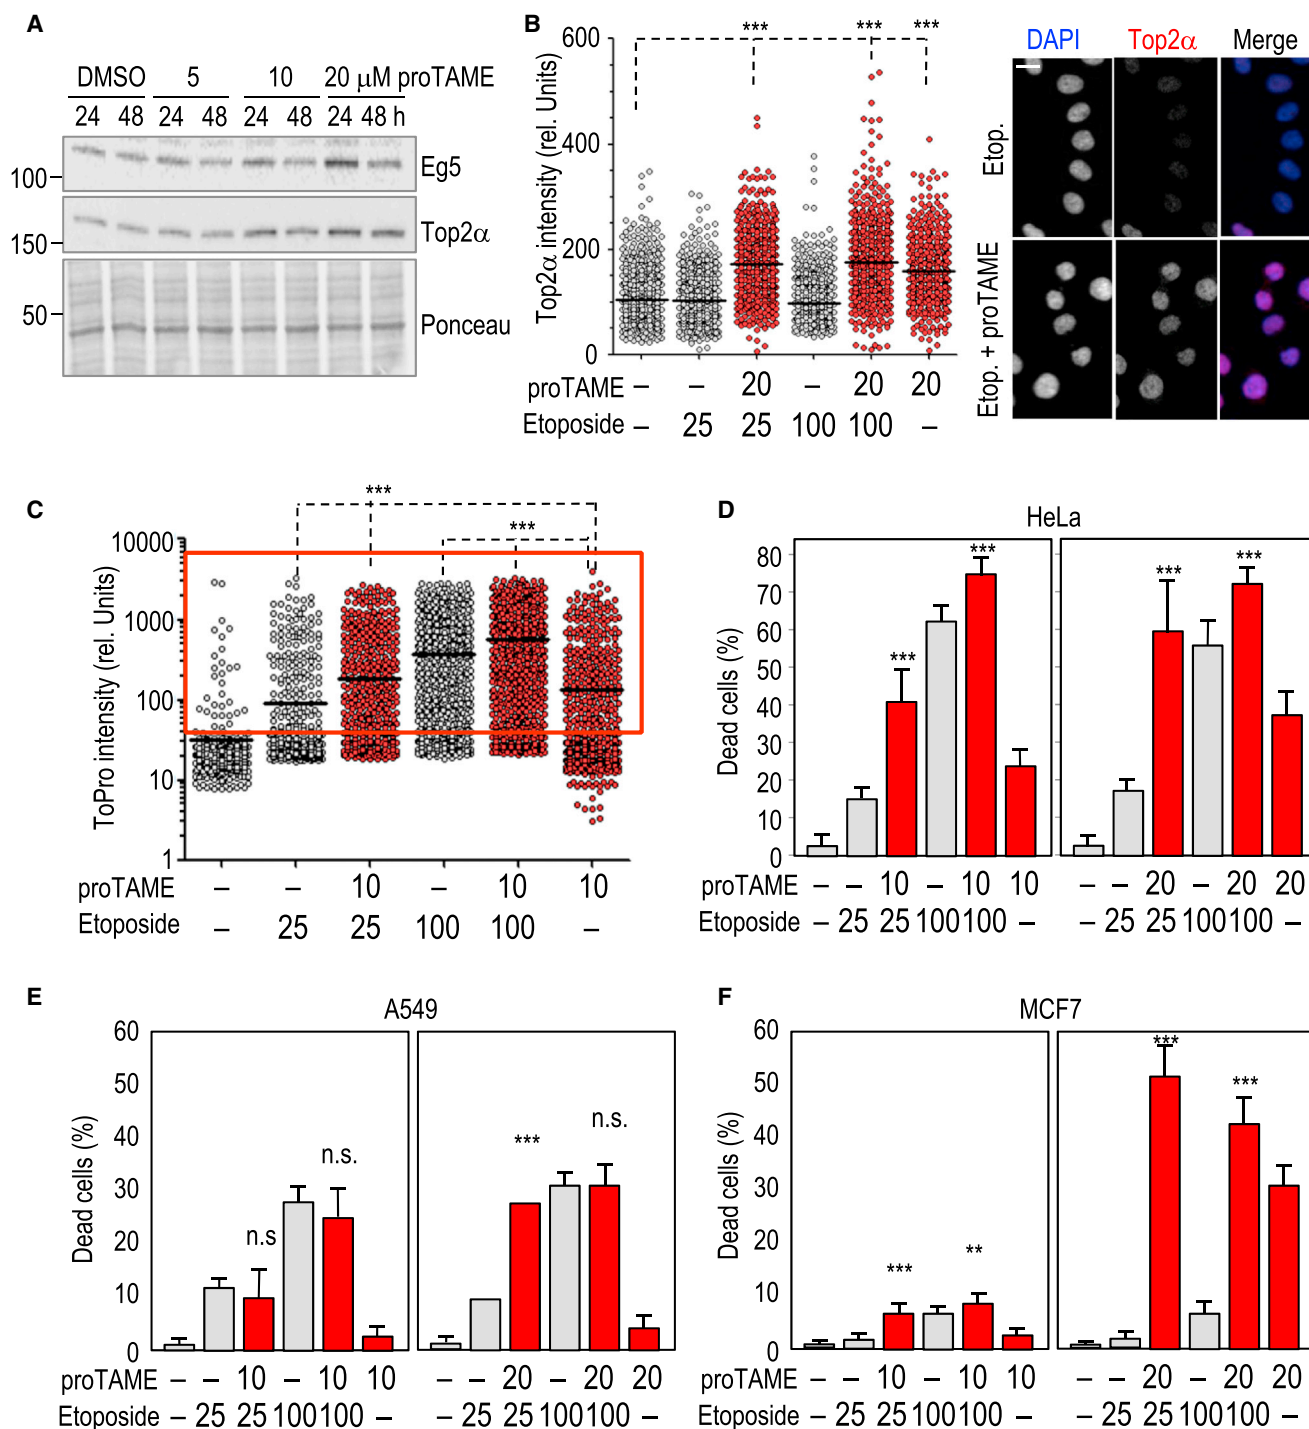 A
DMSO 5 10 20 μM proTAME
24 48 24 48 24 48 24 48 h
Eg5
100
Top2α
150
50
Ponceau
B
*** *** ***
Top2α intensity (rel. Units)
600
400
200
0
proTAME – – 20 – 20 20
Etoposide – 25 25 100 100 –
DAPI Top2α Merge
Etop.
Etop. + proTAME
C
***
***
ToPro intensity (rel. Units)
10000
1000
100
10
1
proTAME – – 10 – 10 10
Etoposide – 25 25 100 100 –
D
HeLa
Dead cells (%)
80
70
60
50
40
30
20
10
0
*** *** *** ***
proTAME – – 10 – 10 10 – – 20 – 20 20
Etoposide – 25 25 100 100 – – 25 25 100 100 –
E
A549
Dead cells (%)
60
50
40
30
20
10
0
n.s n.s. *** n.s.
proTAME – – 10 – 10 10 – – 20 – 20 20
Etoposide – 25 25 100 100 – – 25 25 100 100 –
F
MCF7
Dead cells (%)
60
50
40
30
20
10
0
*** ** *** ***
proTAME – – 10 – 10 10 – – 20 – 20 20
Etoposide – 25 25 100 100 – – 25 25 100 100 –